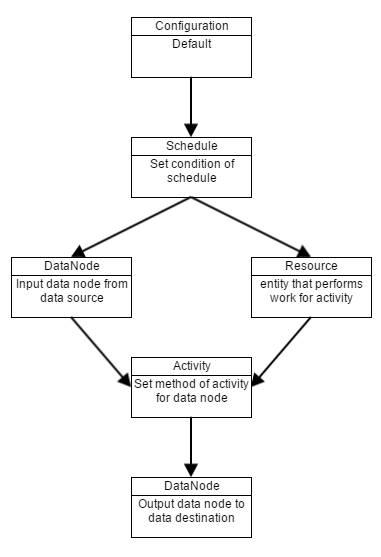 Configuration
Default
Schedule
Set condition of
schedule
DataNode
Input data node from
data source
Resource
entity that performs
work for activity
Activity
Set method of activity
for data node
DataNode
Output data node to
data destination